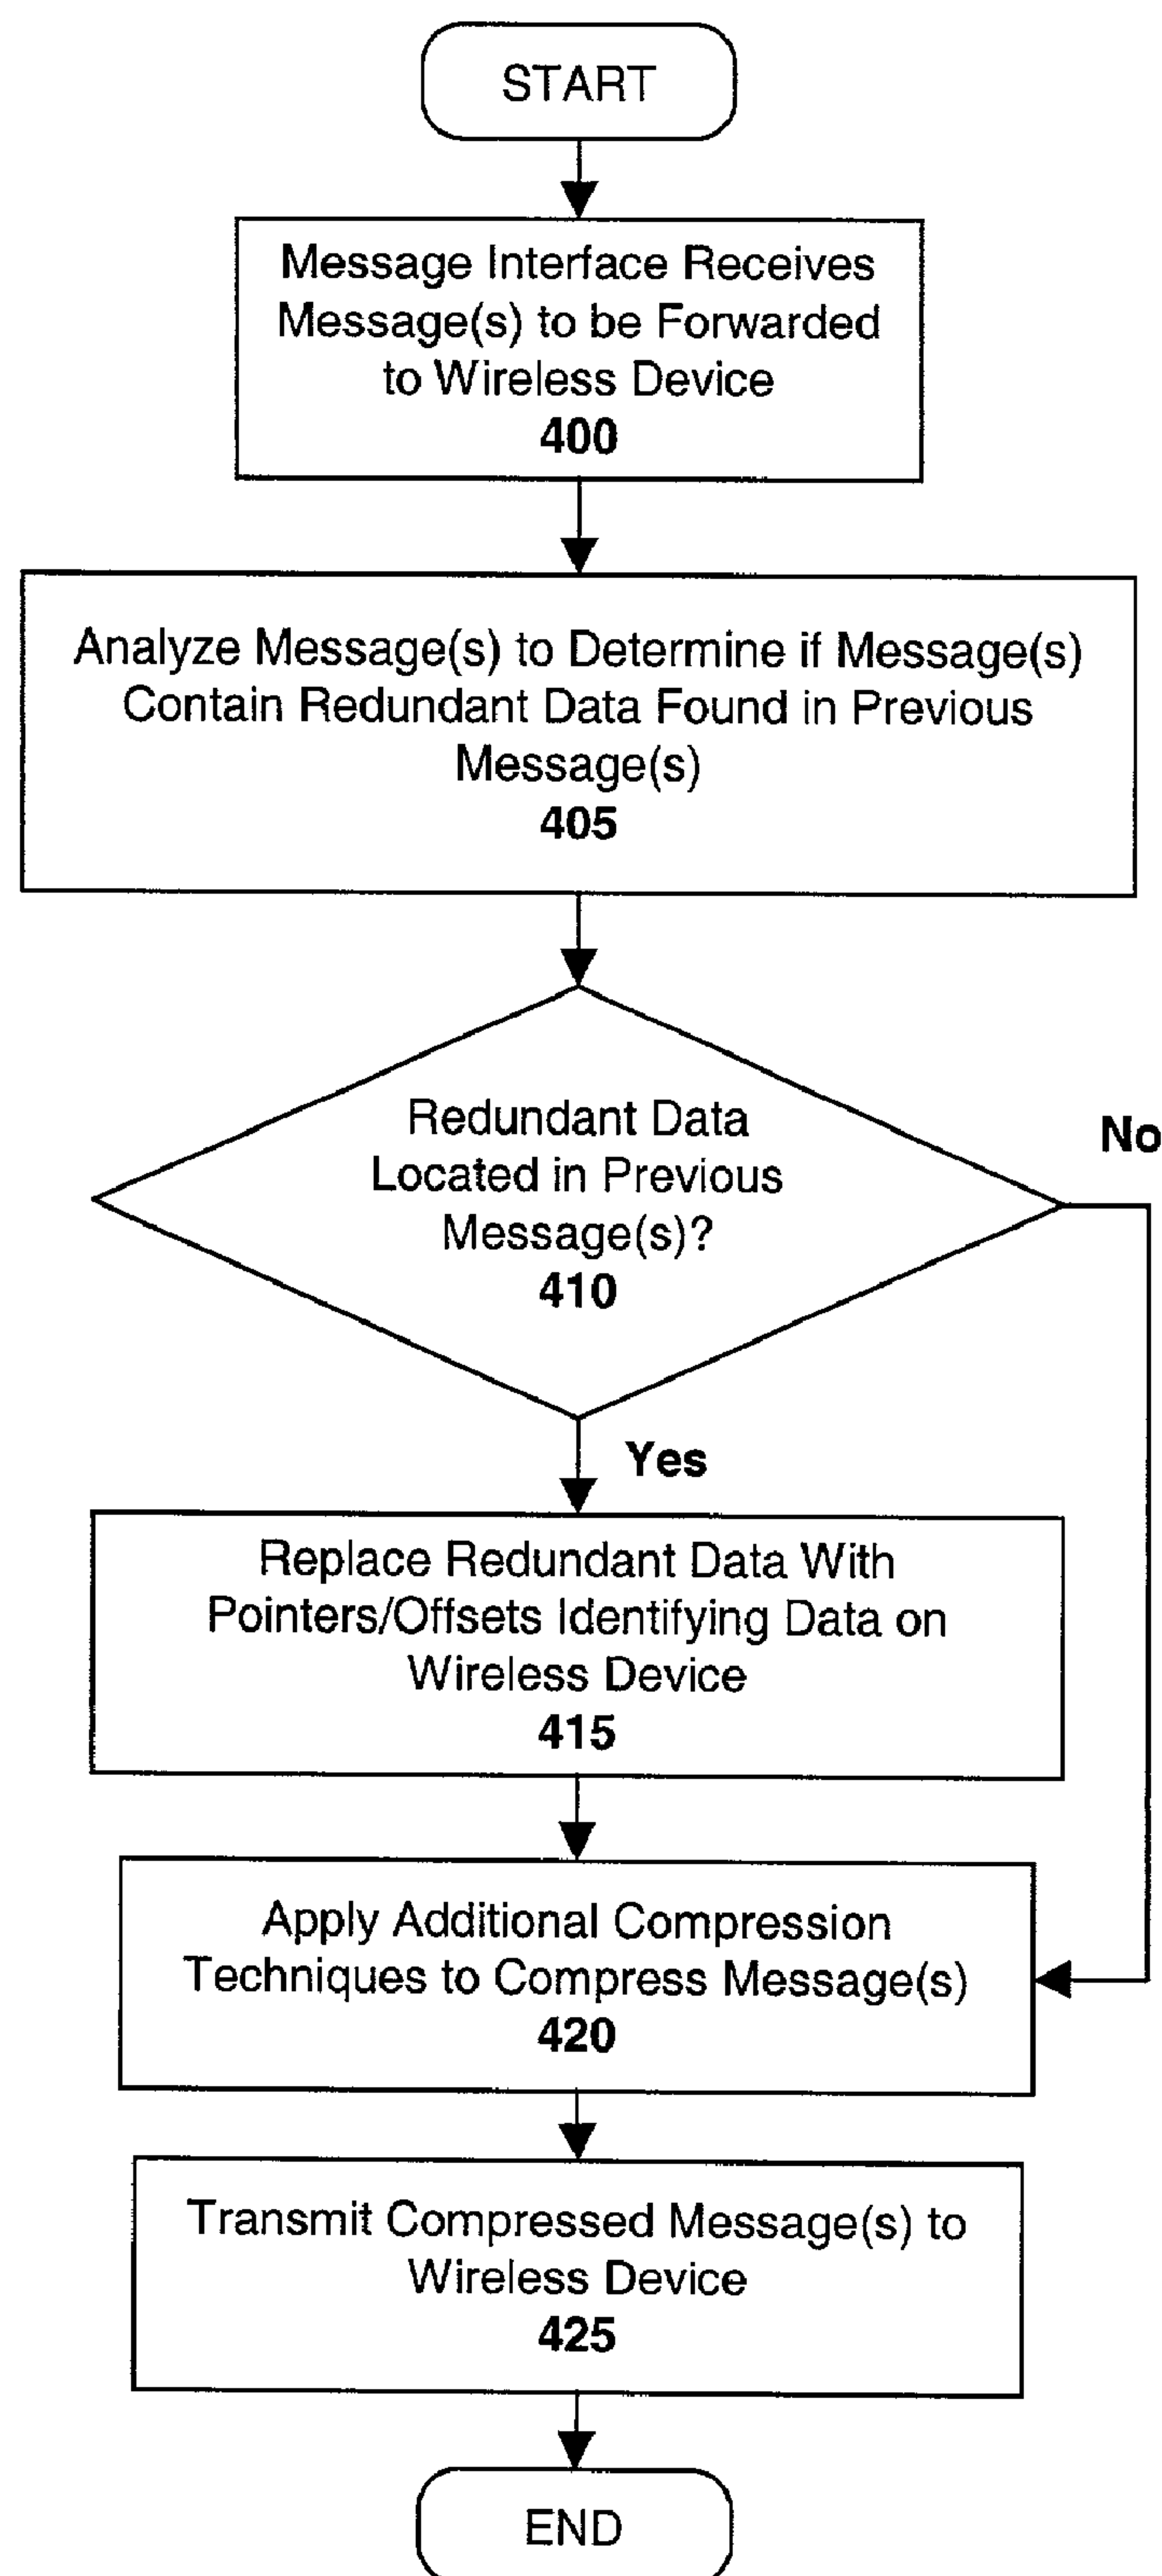 START
Message Interface Receives
Message(s) to be Forwarded
to Wireless Device
400
Analyze Message(s) to Determine if Message(s)
Contain Redundant Data Found in Previous
Message(s)
405
Redundant Data
Located in Previous
Message(s)?
410
No
Yes
Replace Redundant Data With
Pointers/Offsets Identifying Data on
Wireless Device
415
Apply Additional Compression
Techniques to Compress Message(s)
420
Transmit Compressed Message(s) to
Wireless Device
425
END